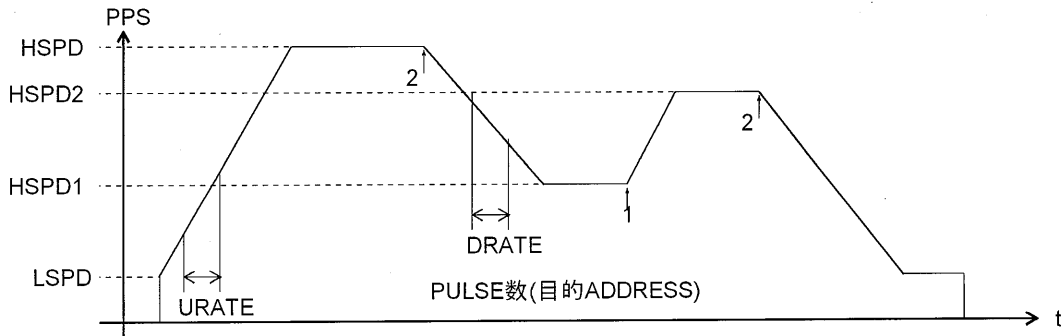 PPS
HSPD
2
HSPD2
2
HSPD1
1
DRATE
LSPD
PULSE数(目的ADDRESS)
URATE
t